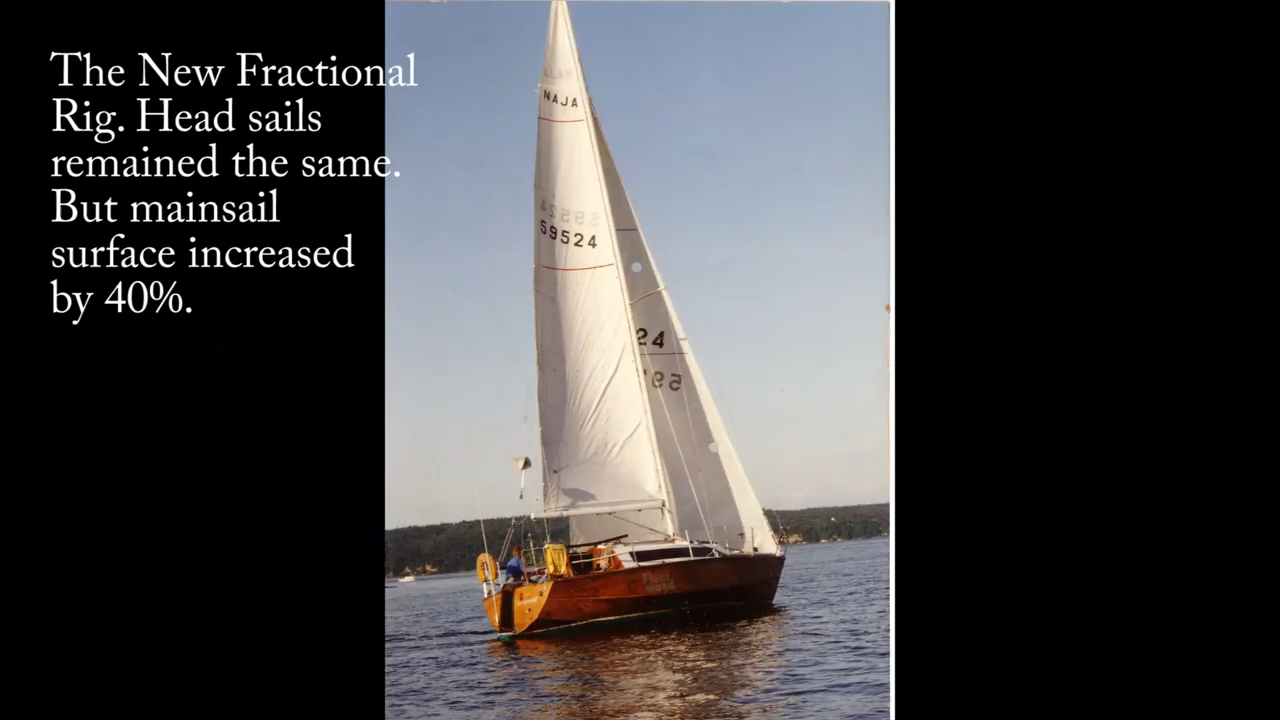 The New Fractional
Rig. Head sails
remained the same.
But mainsail
surface increased
by 40%.
NAJA
59524
24